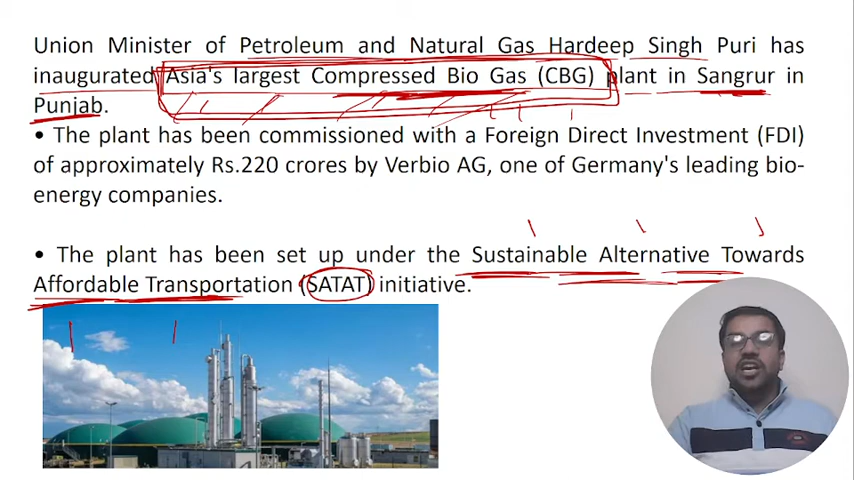 Union Minister of Petroleum and Natural Gas Hardeep Singh Puri has
inaugurated Asia's largest Compressed Bio Gas (CBG) plant in Sangrur in
Punjab.
• The plant has been commissioned with a Foreign Direct Investment (FDI)
of approximately Rs.220 crores by Verbio AG, one of Germany's leading bio-
energy companies.
• The plant has been set up under the Sustainable Alternative Towards
Affordable Transportation (SATAT) initiative.